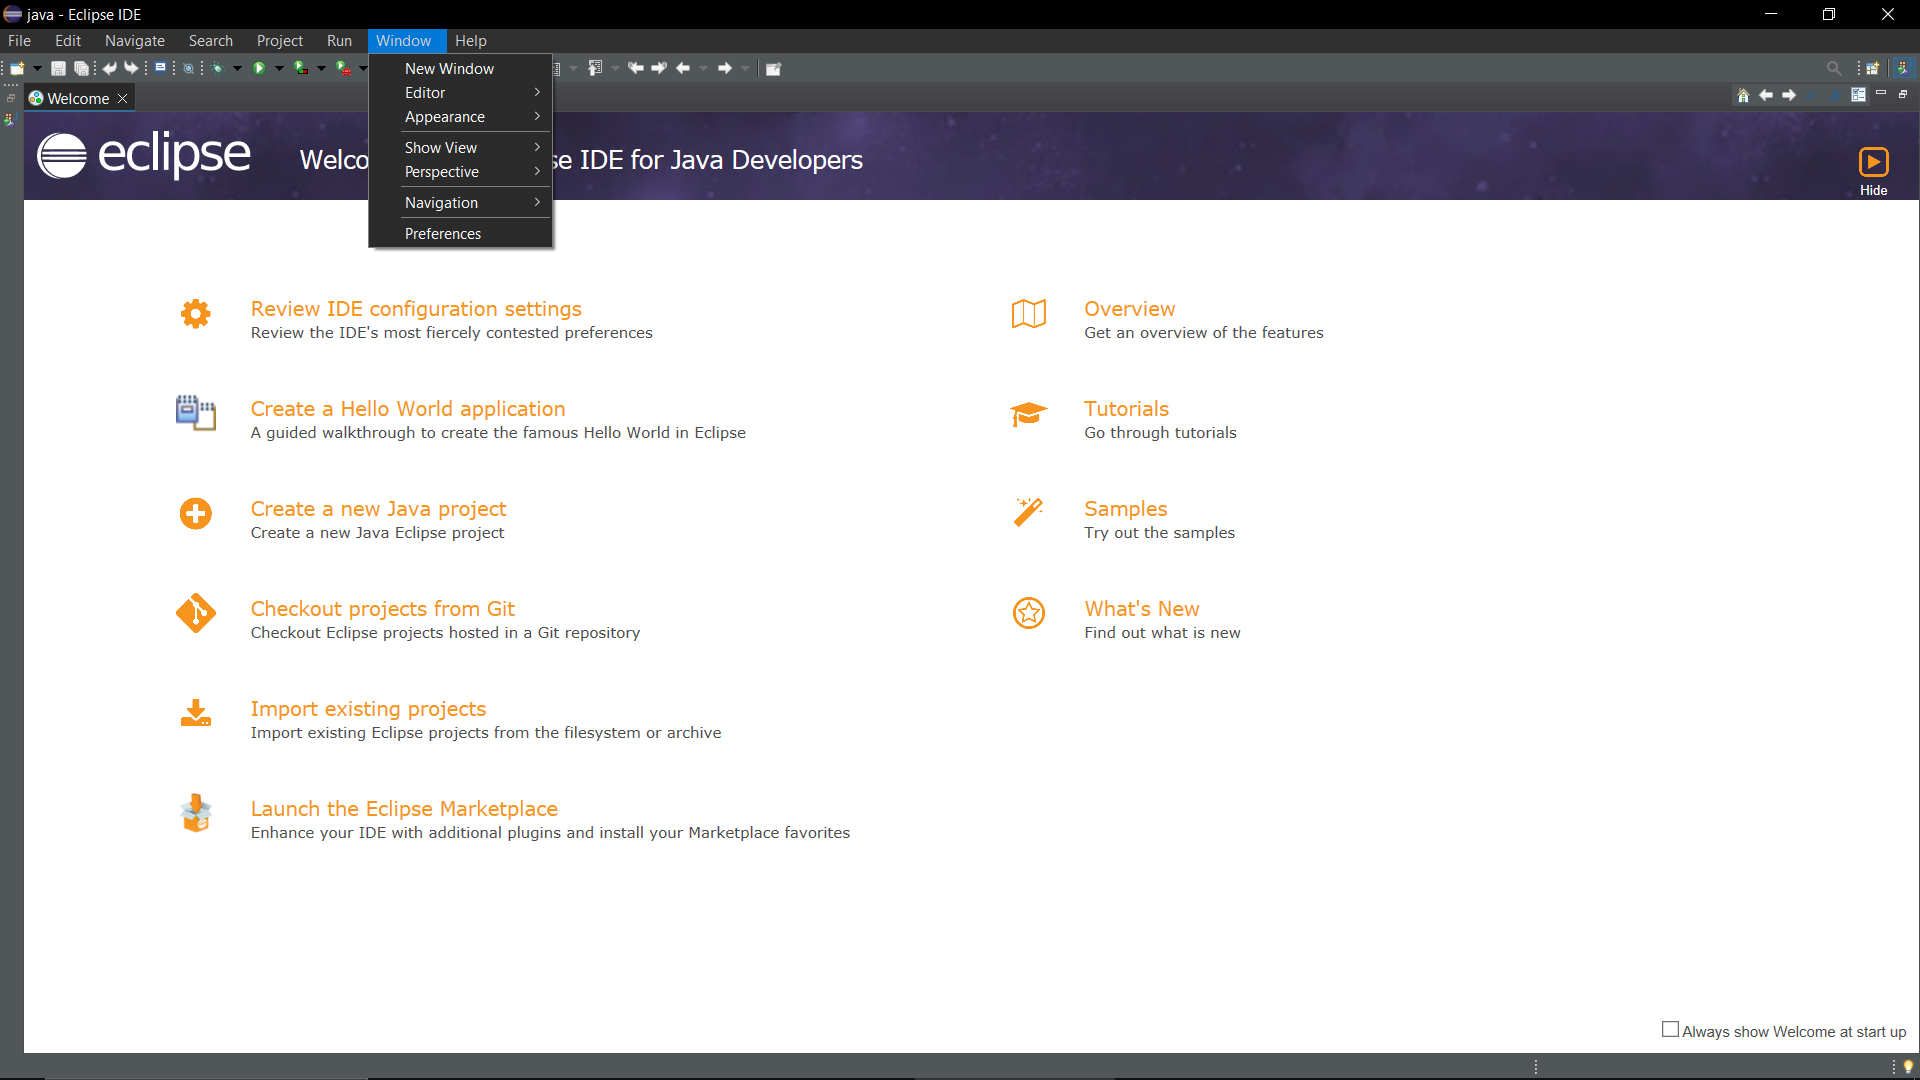 java - Eclipse IDE
File Edit Navigate Search Project Run Window Help
New Window
Editor
Appearance
Show View
Perspective
Navigation
Preferences
Welcome
eclipse
Welco se IDE for Java Developers
Hide
Review IDE configuration settings
Review the IDE's most fiercely contested preferences
Create a Hello World application
A guided walkthrough to create the famous Hello World in Eclipse
Create a new Java project
Create a new Java Eclipse project
Checkout projects from Git
Checkout Eclipse projects hosted in a Git repository
Import existing projects
Import existing Eclipse projects from the filesystem or archive
Launch the Eclipse Marketplace
Enhance your IDE with additional plugins and install your Marketplace favorites
Overview
Get an overview of the features
Tutorials
Go through tutorials
Samples
Try out the samples
What's New
Find out what is new
Always show Welcome at start up